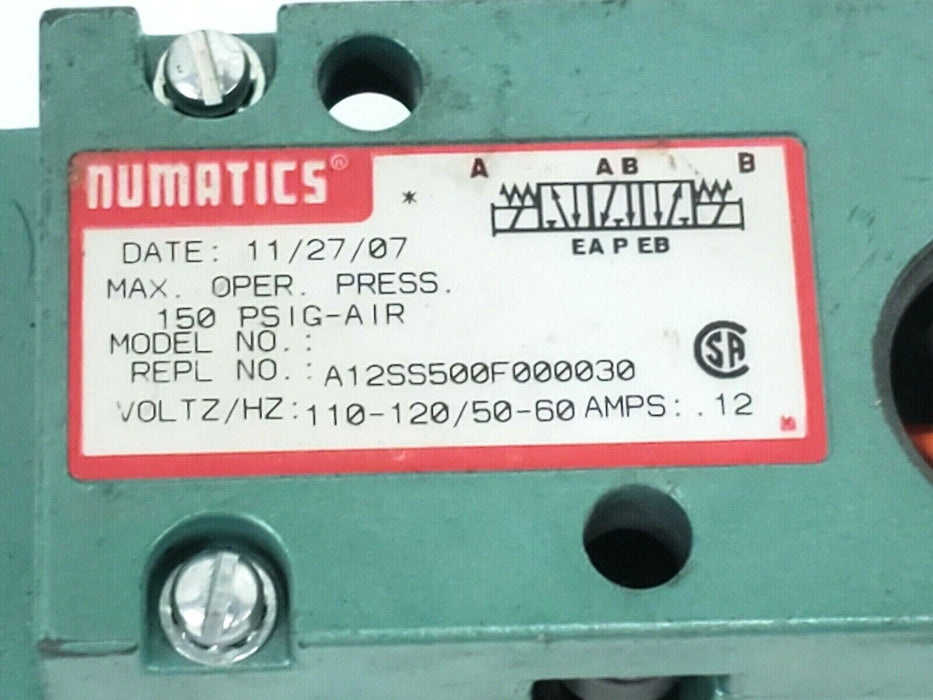 NUMATICS®
*
A AB B
EA P EB
DATE: 11/27/07
MAX. OPER. PRESS.
150 PSIG-AIR
MODEL NO.:
REPL NO.: A12SS500F000030
VOLTZ/HZ: 110-120/50-60 AMPS: .12
SA